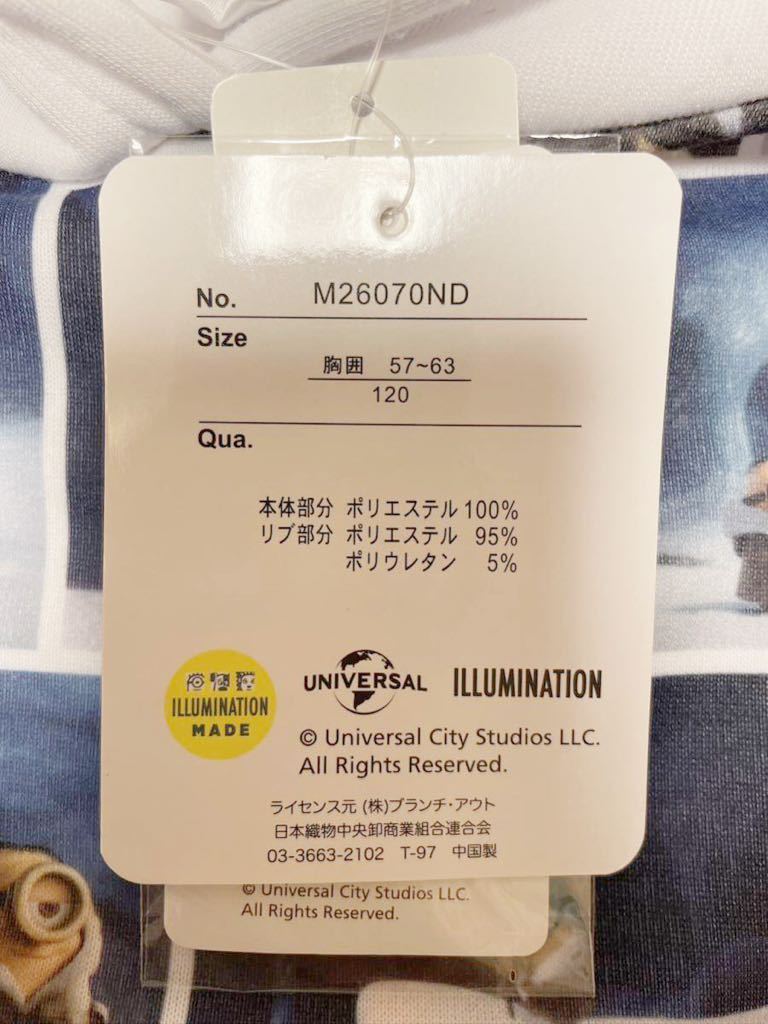 No. M26070ND
Size
胸囲 57~63
120
Qua.
本体部分 ポリエステル 100%
リブ部分 ポリエステル 95%
ポリウレタン 5%
ILLUMINATION
MADE
UNIVERSAL
ILLUMINATION
© Universal City Studios LLC.
All Rights Reserved.
ライセンス元 (株)ブランチ・アウト
日本織物中央卸商業組合連合会
03-3663-2102 T-97 中国製
© Universal City Studios LLC.
All Rights Reserved.